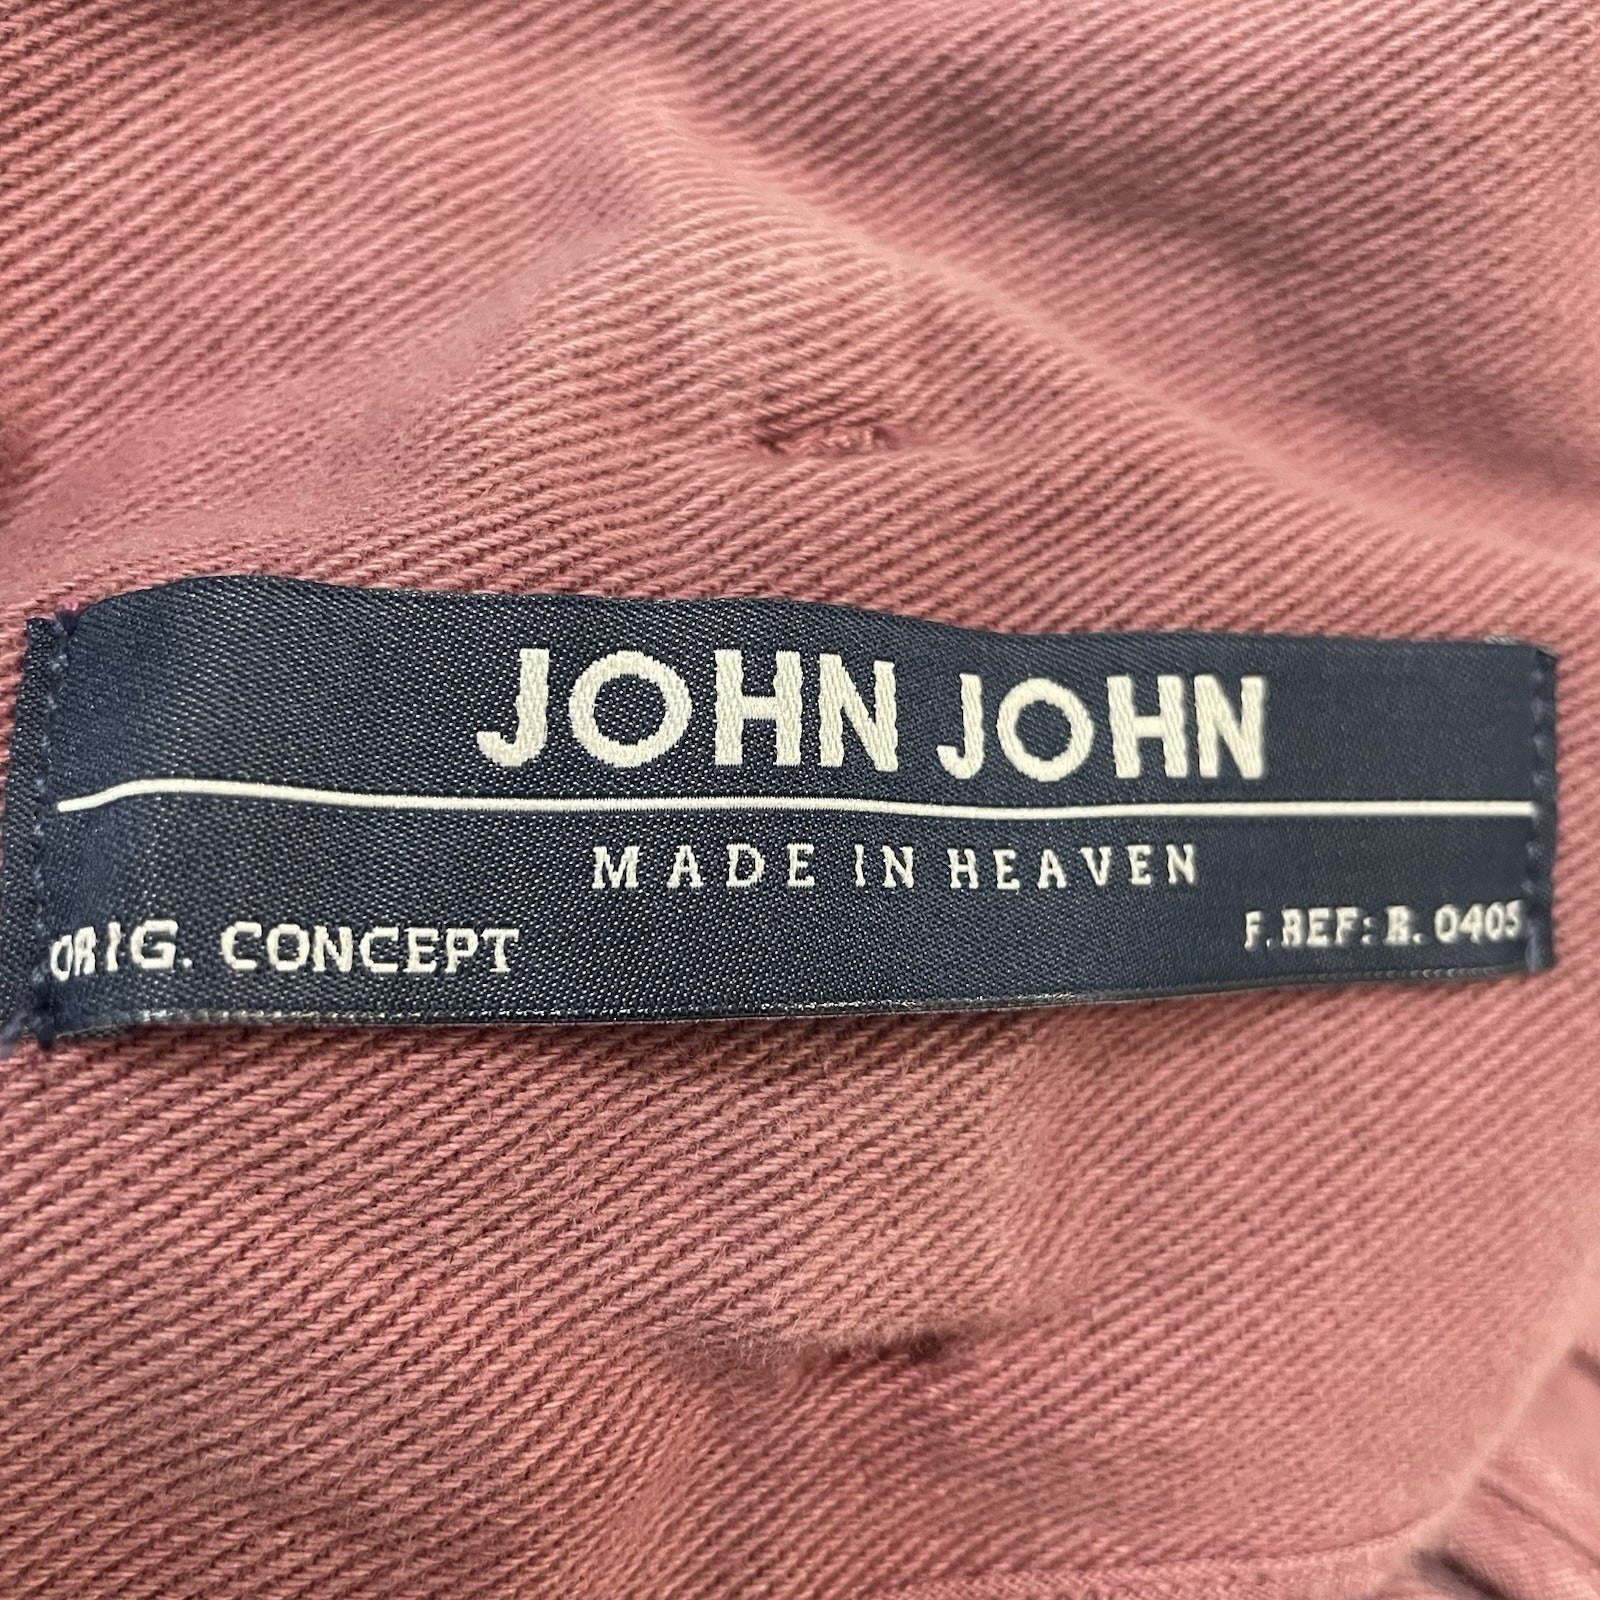 JOHN JOHN
MADE IN HEAVEN
ORIG. CONCEPT
F. REF: R. 0405